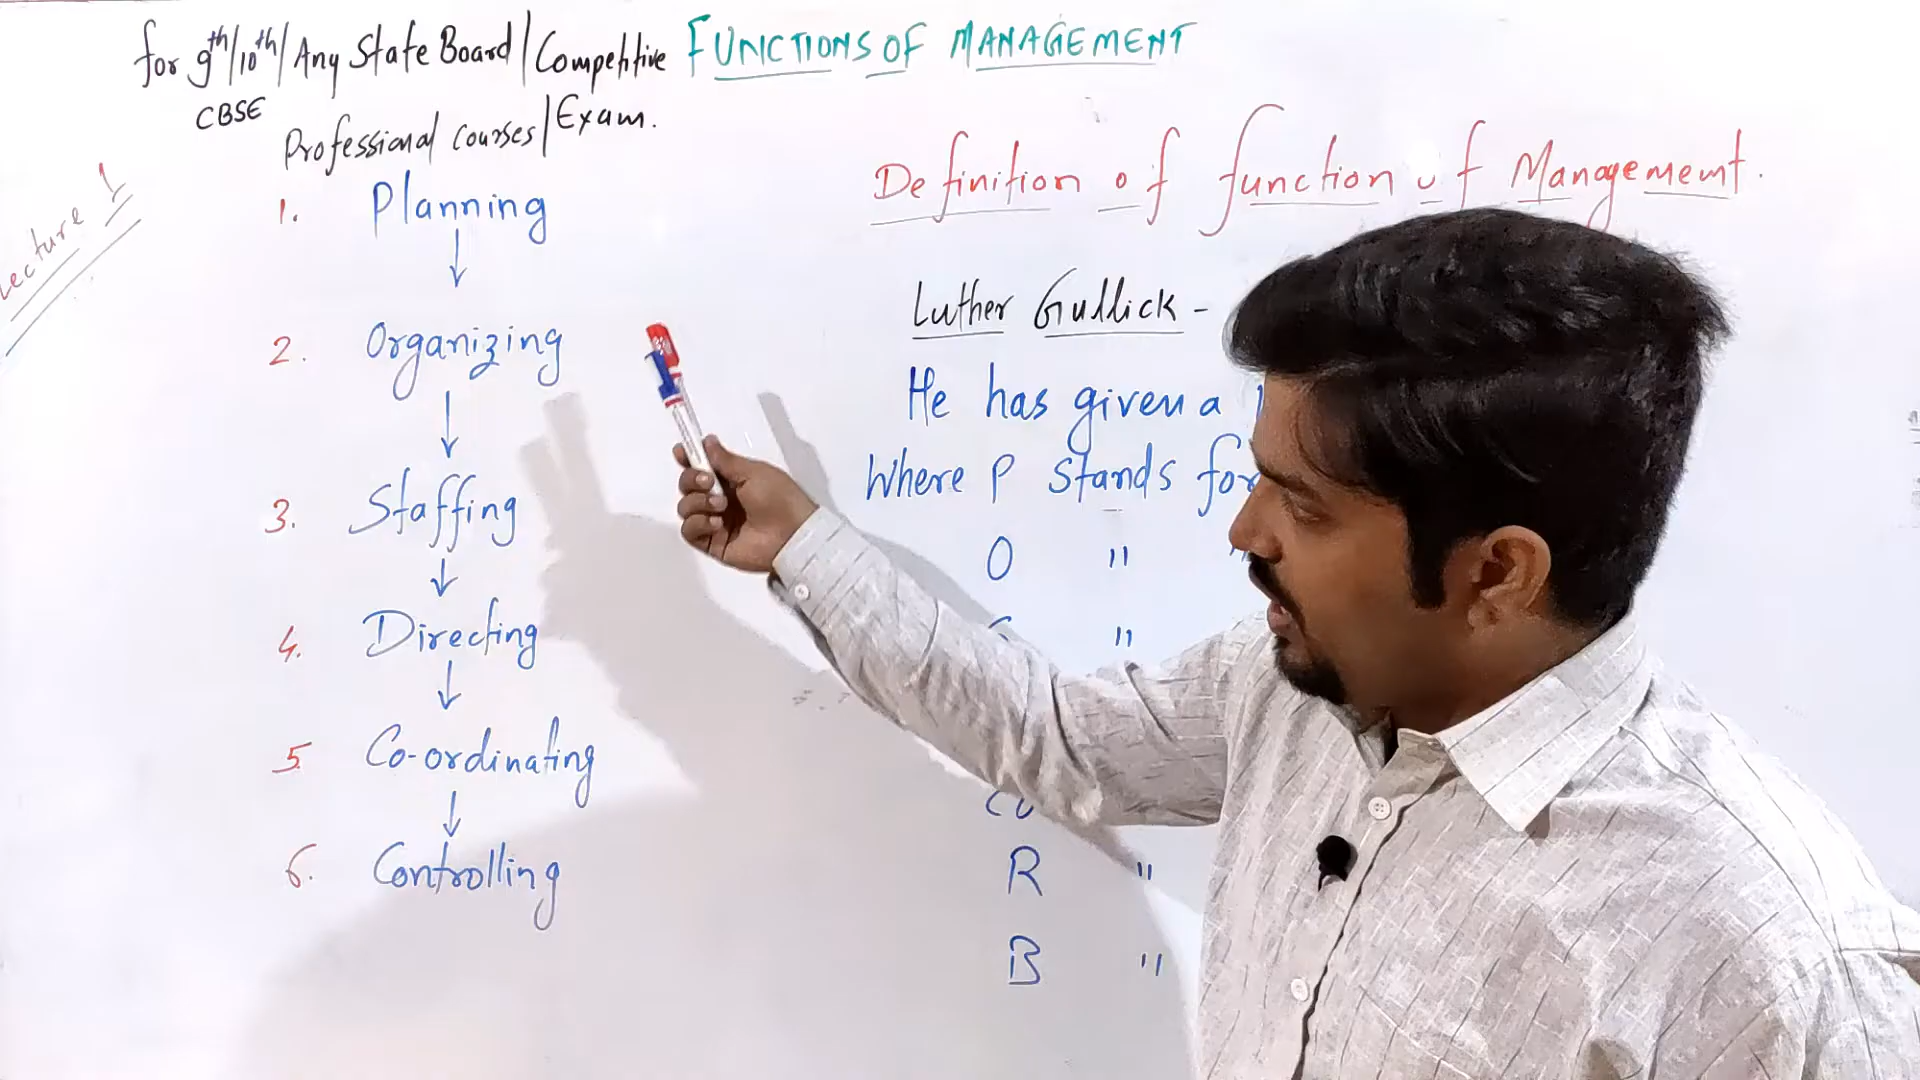 for 9th/10th/Any State Board/Competitive FUNCTIONS OF MANAGEMENT
CBSE
Professional courses/Exam.
Lecture 1
Definition of function of Management.
1. Planning
↓
2. Organizing
↓
3. Staffing
↓
4. Directing
↓
5. Co-ordinating
↓
6. Controlling
Luther Gullick -
He has given a
Where P stands for
O " "
"
Co
R "
B "